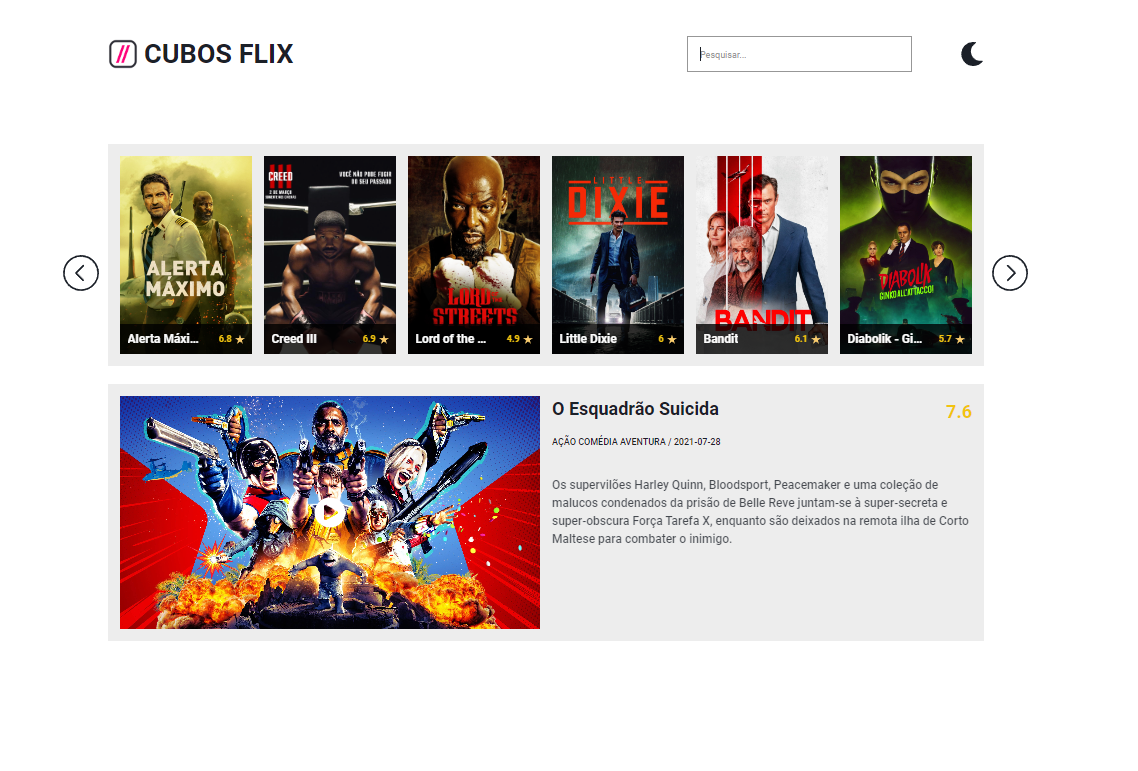 // CUBOS FLIX
Pesquisar...
ALERTA
MÁXIMO
Alerta Máxi... 6.8 ★
CREED
III
2 DE MARÇO
SOMENTE NOS CINEMAS
VOCÊ NÃO PODE FUGIR
DO SEU PASSADO
Creed III 6.9 ★
LORD OF THE
STREETS
Lord of the ... 4.9 ★
LITTLE
DIXIE
Little Dixie 6 ★
BANDIT
Bandit 6.1 ★
DIABOLIK
GINKO ALL'ATTACCO!
Diabolik - Gi... 5.7 ★
O Esquadrão Suicida 7.6
AÇÃO COMÉDIA AVENTURA / 2021-07-28
Os supervilões Harley Quinn, Bloodsport, Peacemaker e uma coleção de
malucos condenados da prisão de Belle Reve juntam-se à super-secreta e
super-obscura Força Tarefa X, enquanto são deixados na remota ilha de Corto
Maltese para combater o inimigo.